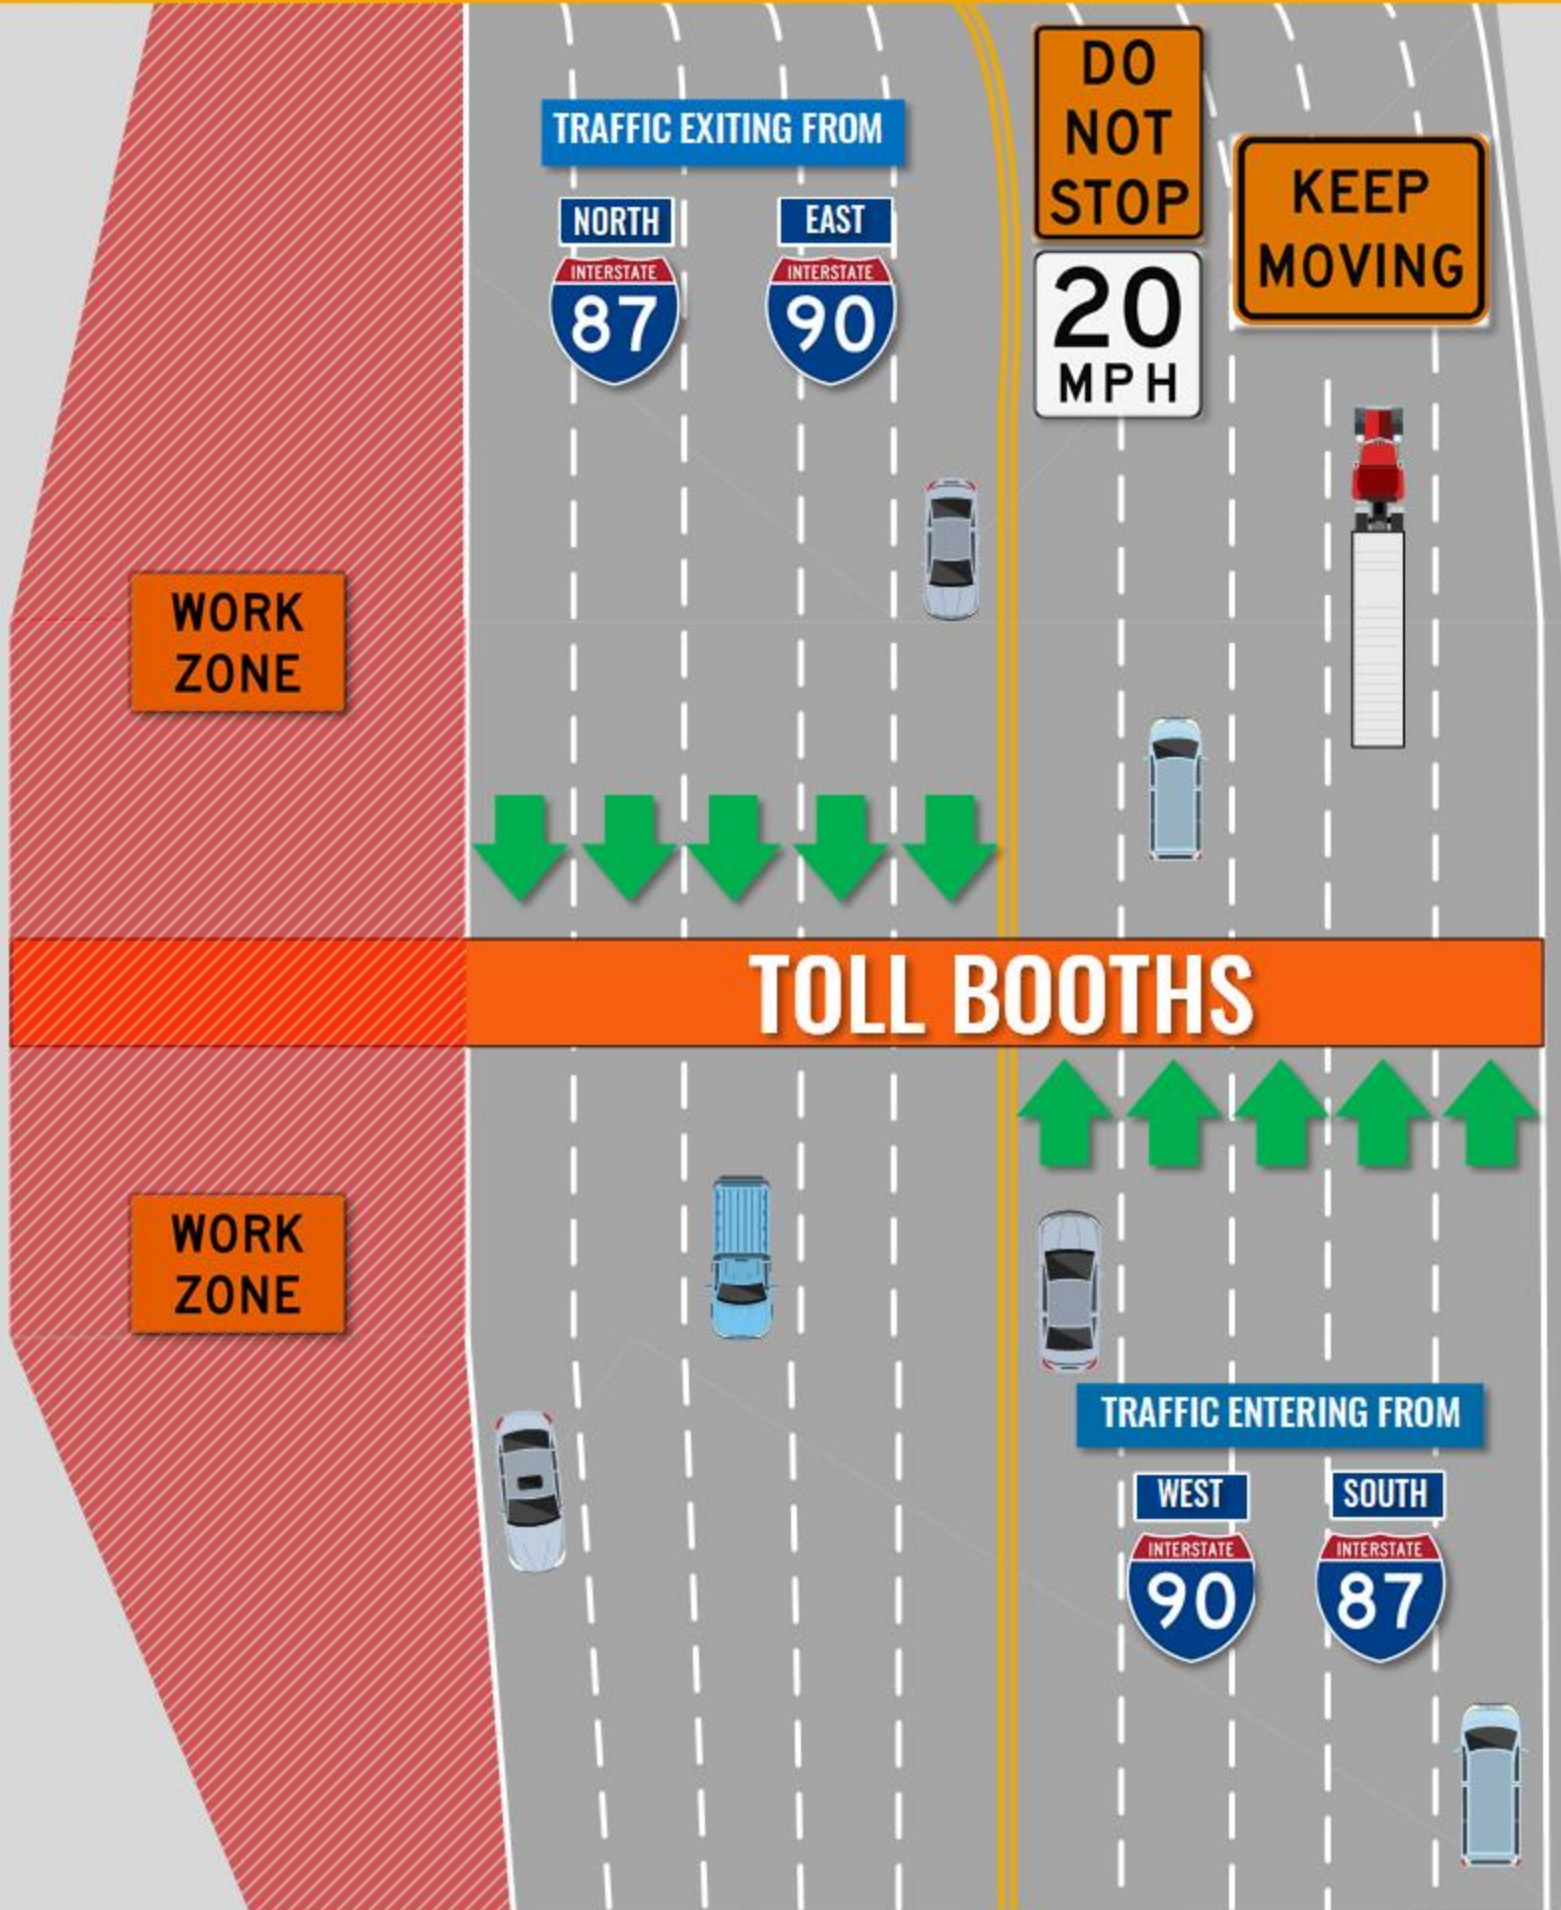 TRAFFIC EXITING FROM
NORTH
INTERSTATE
87
EAST
INTERSTATE
90
DO
NOT
STOP
20
MPH
KEEP
MOVING
WORK
ZONE
TOLL BOOTHS
WORK
ZONE
TRAFFIC ENTERING FROM
WEST
INTERSTATE
90
SOUTH
INTERSTATE
87